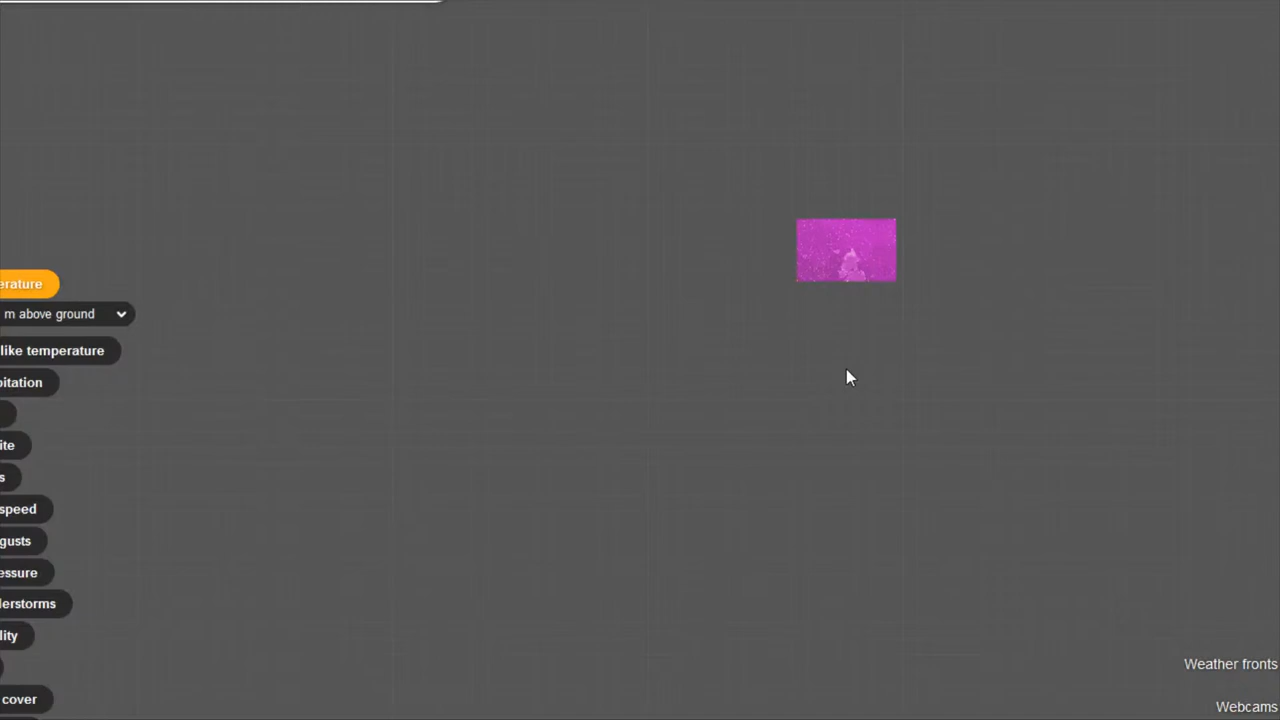 erature
m above ground
like temperature
pitation
ite
s
speed
gusts
essure
lerstorms
lity
cover
Weather fronts
Webcams